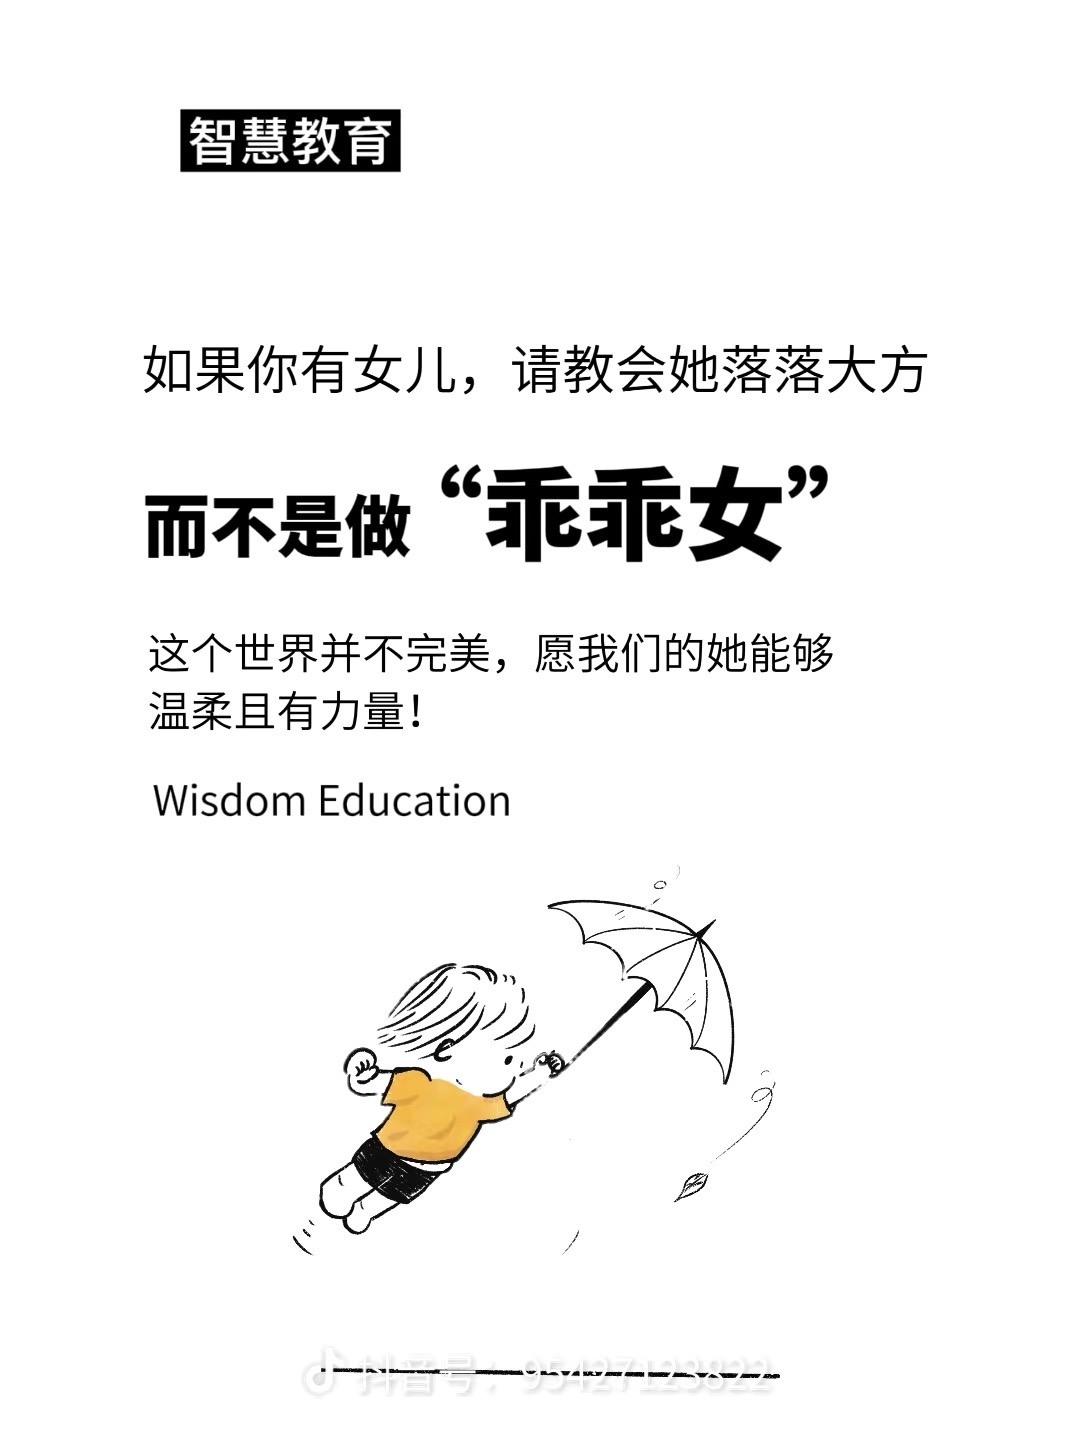 智慧教育
如果你有女儿，请教会她落落大方
而不是做“乖乖女”
这个世界并不完美，愿我们的她能够
温柔且有力量！
Wisdom Education
抖音号：95427123822